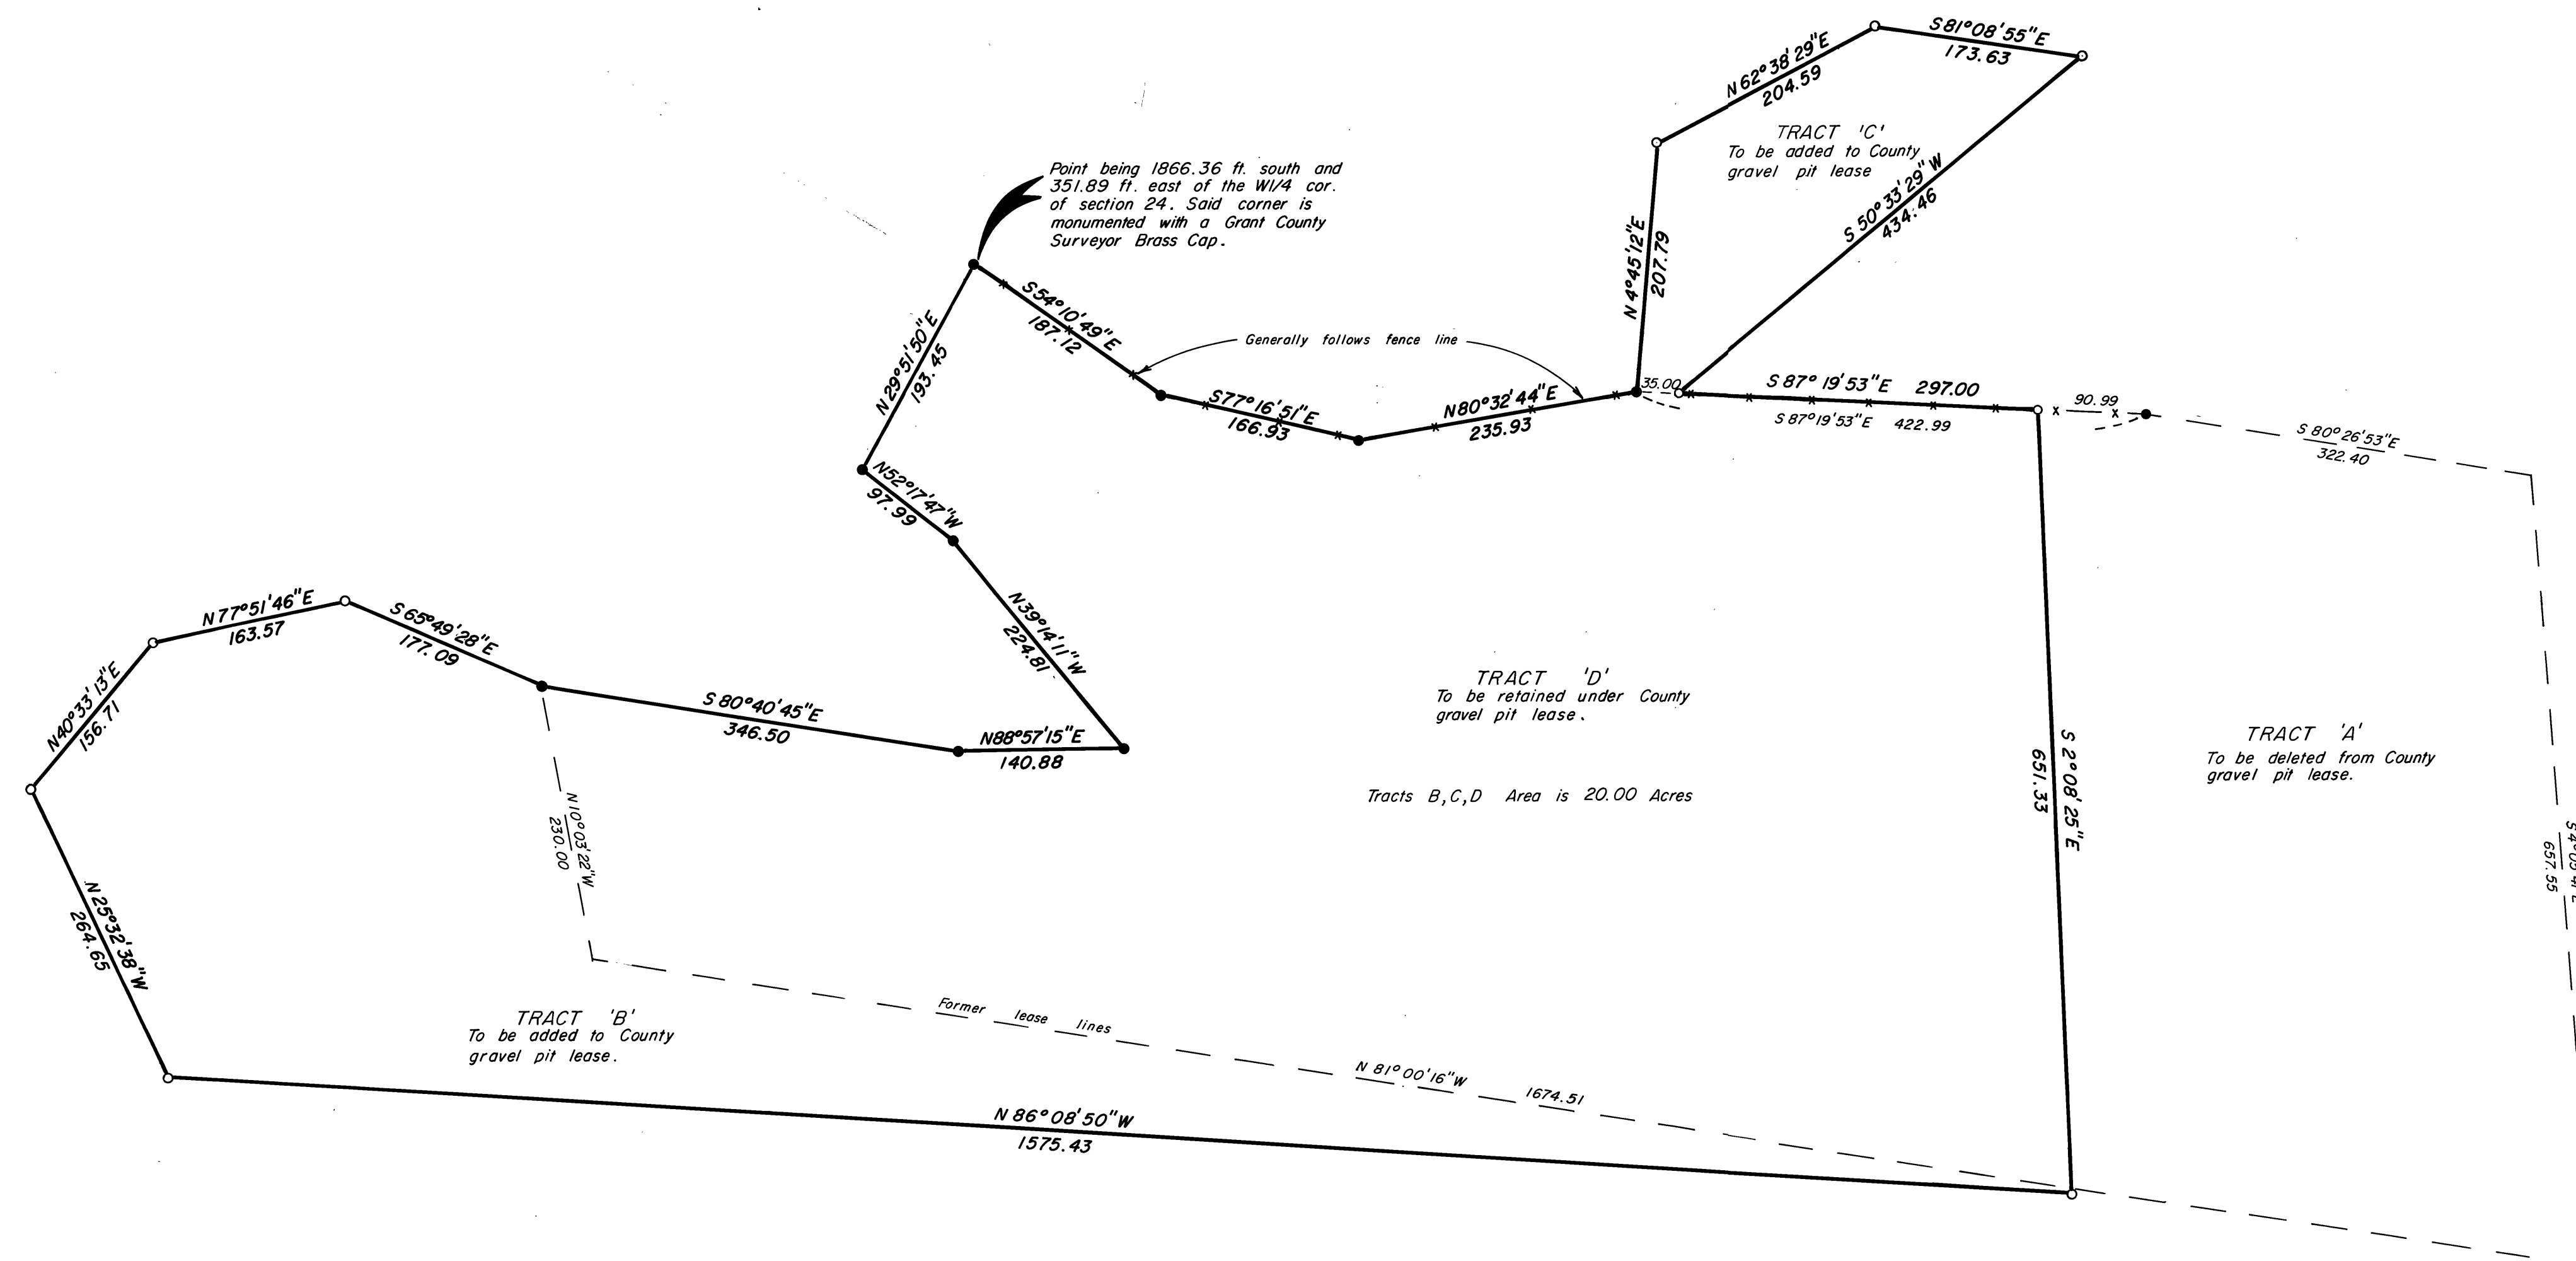 S81°08'55"E
173.63
N 62°38'29"E
204.59
TRACT 'C'
To be added to County
gravel pit lease
S 50°33'29"W
434.46
N 4°45'12"E
207.79
Point being 1866.36 ft. south and
351.89 ft. east of the W1/4 cor.
of section 24. Said corner is
monumented with a Grant County
Surveyor Brass Cap.
S54°10'49"E
187.12
N 29°51'50"E
193.45
Generally follows fence line
S77°16'51"E
166.93
N80°32'44"E
235.93
35.00
S 87°19'53"E 297.00
S 87°19'53"E 422.99
90.99
S 80°26'53"E
322.40
N52°17'47"W
97.99
N39°14'11"W
224.81
N77°51'46"E
163.57
S 65°49'28"E
177.09
N40°33'13"E
156.71
S 80°40'45"E
346.50
N88°57'15"E
140.88
TRACT 'D'
To be retained under County
gravel pit lease.
Tracts B,C,D Area is 20.00 Acres
S 2°08'25"E
651.33
TRACT 'A'
To be deleted from County
gravel pit lease.
657.55
N 10°03'22"W
230.00
N 25°32'38"W
264.65
TRACT 'B'
To be added to County
gravel pit lease.
Former lease lines
N 81°00'16"W 1674.51
N 86°08'50"W
1575.43